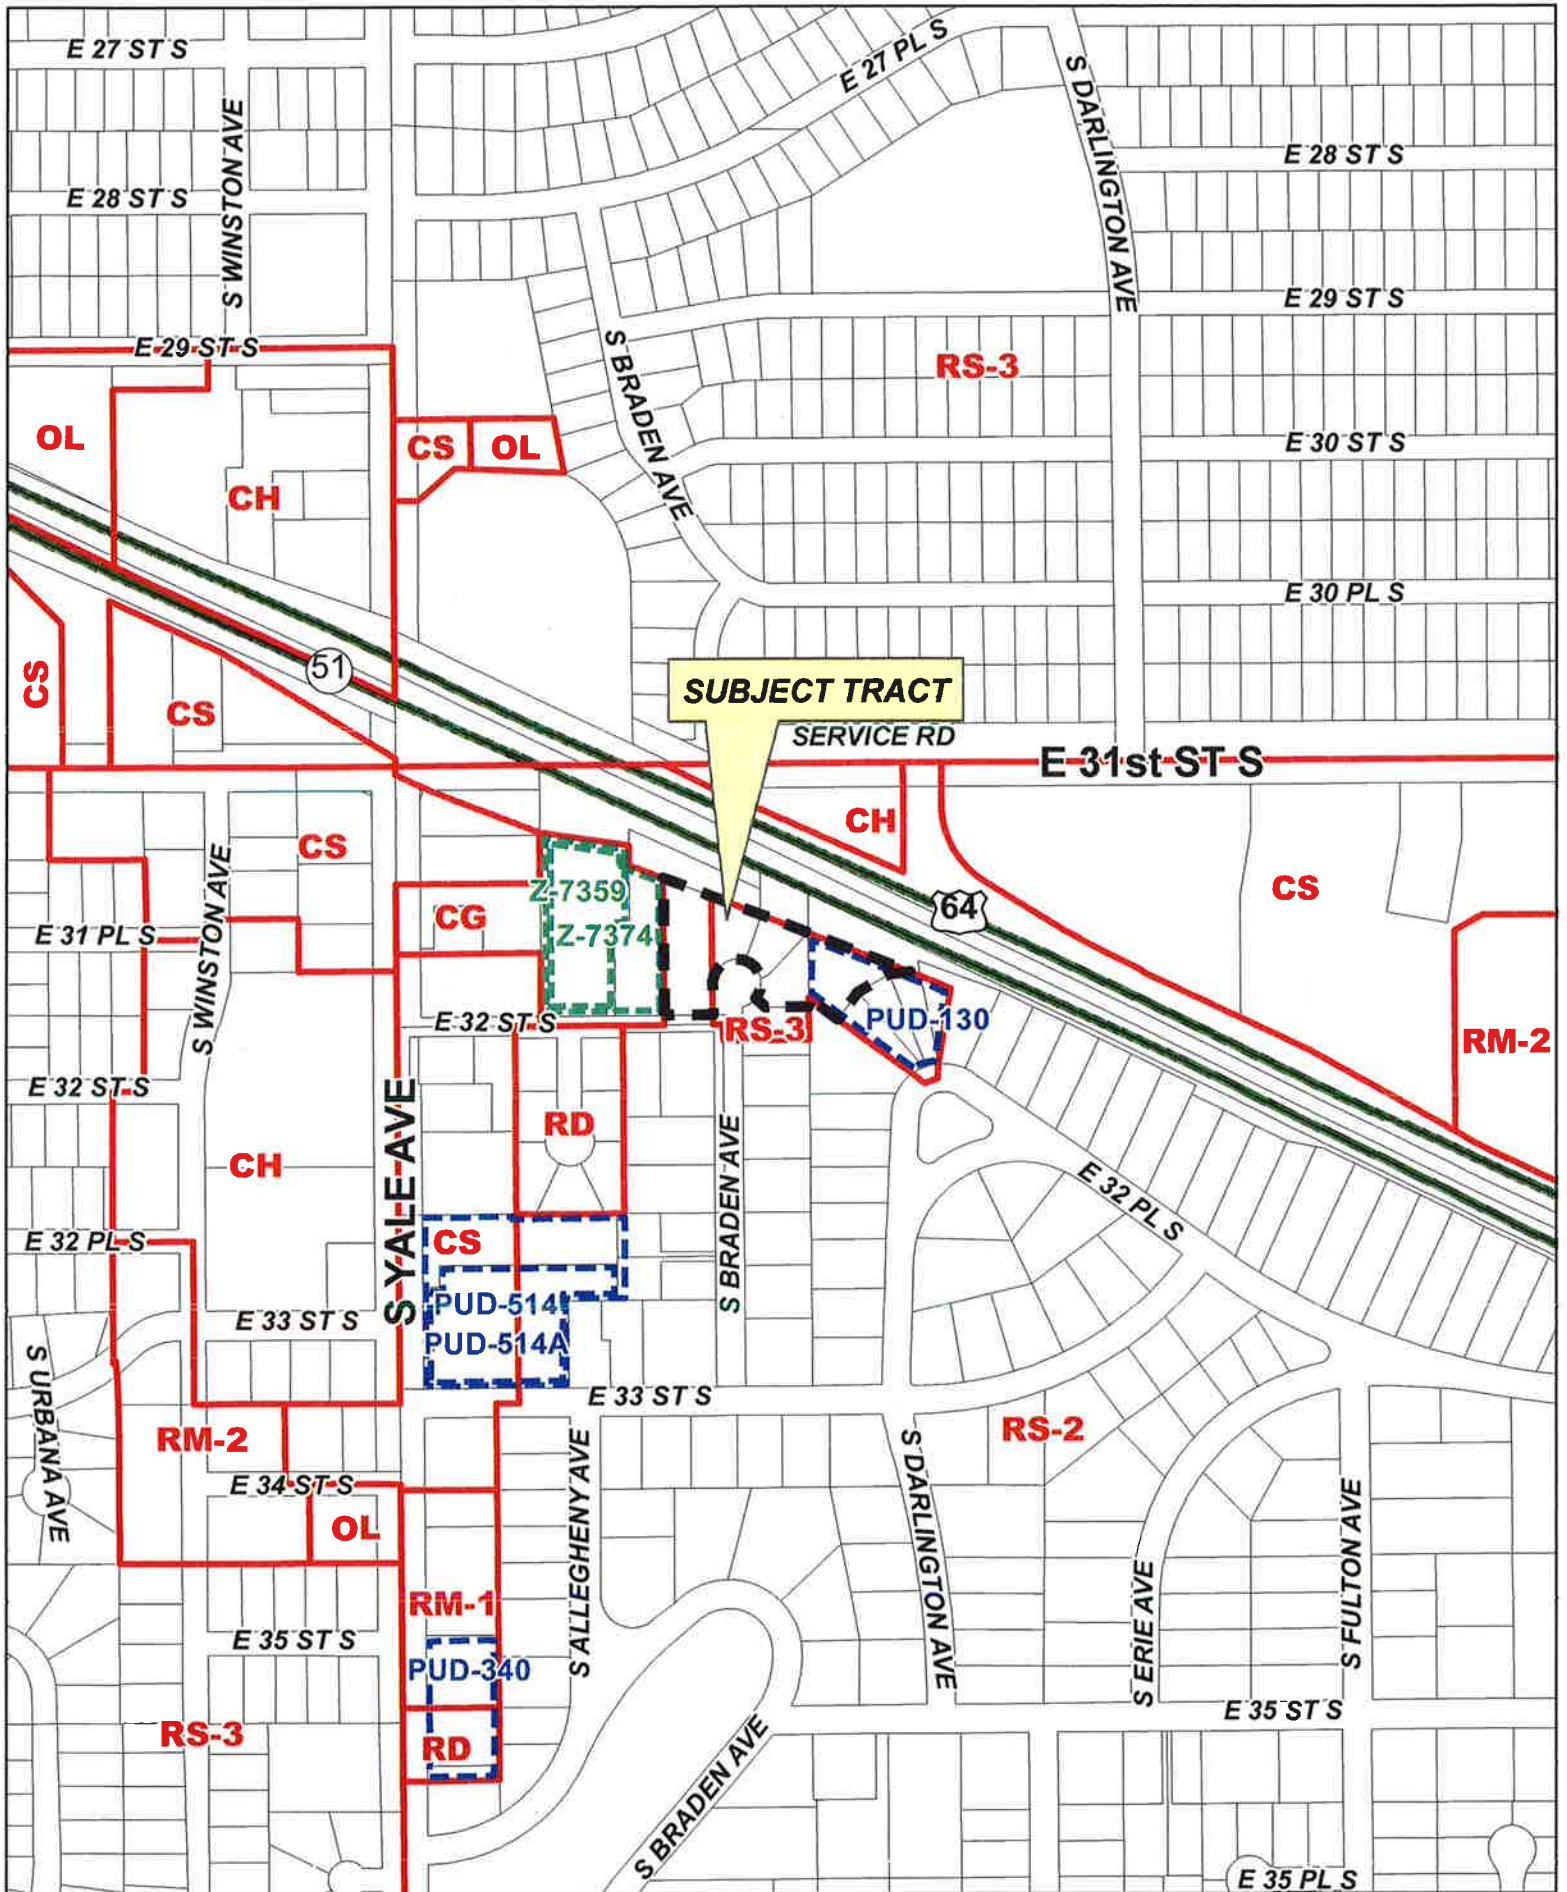 E 27 ST S
E 27 PL S
S WINSTON AVE
S DARLINGTON AVE
E 28 ST S
E 28 ST S
E 29 ST S
E 29 ST S
S BRADEN AVE
RS-3
OL
CS
OL
E 30 ST S
CH
E 30 PL S
51
CS
CS
SUBJECT TRACT
SERVICE RD
E 31st ST S
CH
CS
S WINSTON AVE
Z-7359
CS
64
CG
Z-7374
E 31 PL S
E 32 ST S
RS-3
PUD-130
RM-2
E 32 ST S
S YALE AVE
RD
S BRADEN AVE
CH
E 32 PL S
E 32 PL S
CS
PUD-514
E 33 ST S
PUD-514A
S URBANA AVE
E 33 ST S
RM-2
RS-2
S ALLEGHENY AVE
S DARLINGTON AVE
E 34 ST S
OL
S FULTON AVE
RM-1
S ERIE AVE
E 35 ST S
PUD-340
E 35 ST S
RS-3
RD
S BRADEN AVE
E 35 PL S